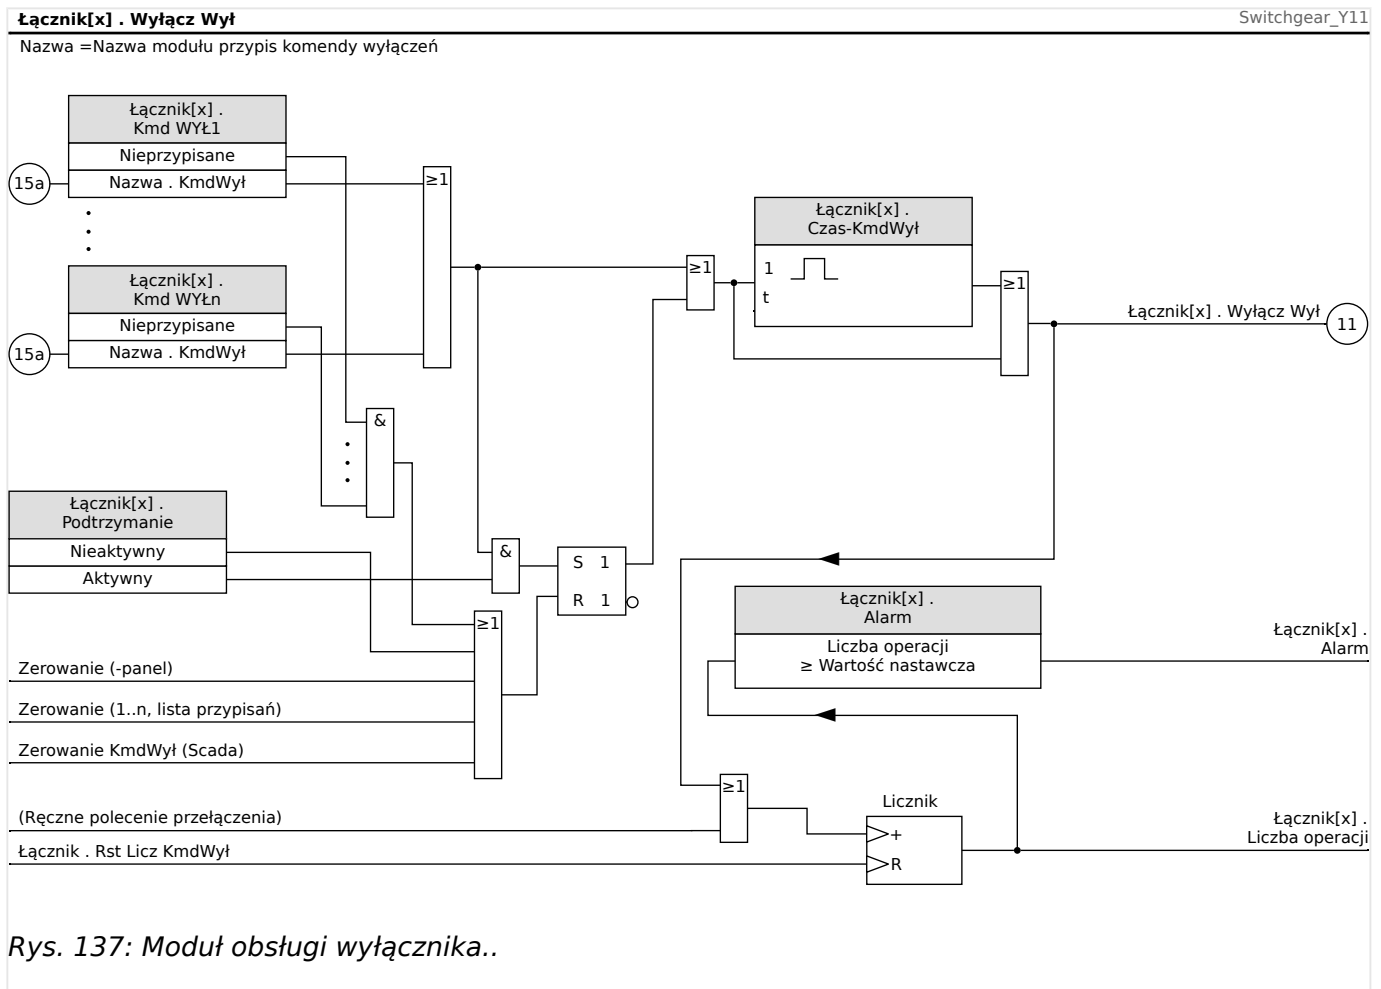 Łącznik[x] . Wyłącz Wył
Switchgear_Y11
Nazwa =Nazwa modułu przypis komendy wyłączeń
Łącznik[x] .
Kmd WYŁ1
Nieprzypisane
15a
Nazwa . KmdWył
≥1
Łącznik[x] .
Czas-KmdWył
1
t
≥1
≥1
Łącznik[x] .
Kmd WYŁn
Nieprzypisane
15a
Nazwa . KmdWył
Łącznik[x] . Wyłącz Wył
11
&
Łącznik[x] .
Podtrzymanie
Nieaktywny
Aktywny
&
S 1
R 1
≥1
Łącznik[x] .
Alarm
Liczba operacji
≥ Wartość nastawcza
Łącznik[x] .
Alarm
Zerowanie (-panel)
Zerowanie (1..n, lista przypisań)
Zerowanie KmdWył (Scada)
≥1
(Ręczne polecenie przełączenia)
Licznik
+
R
Łącznik[x] .
Liczba operacji
Łącznik . Rst Licz KmdWył
Rys. 137: Moduł obsługi wyłącznika..